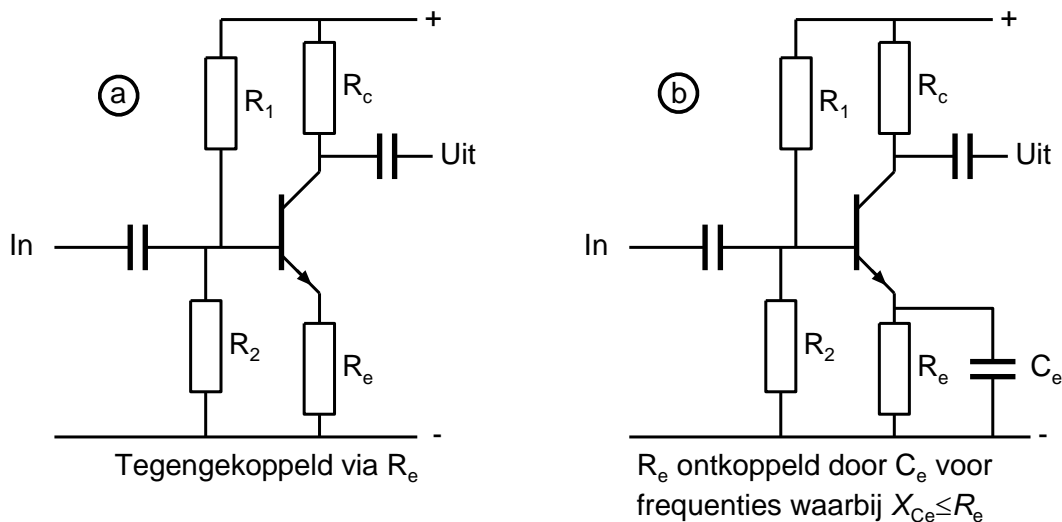 +
a
R1
Rc
Uit
In
R2
Re
-
Tegengekoppeld via Re
+
b
R1
Rc
Uit
In
R2
Re
Ce
-
Re ontkoppeld door Ce voor
frequenties waarbij XCe≤Re